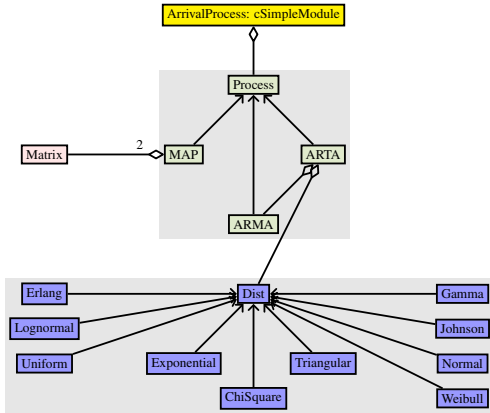 ArrivalProcess: cSimpleModule
Process
Matrix
2
MAP
ARTA
ARMA
Erlang
Dist
Gamma
Lognormal
Johnson
Uniform
Exponential
Triangular
Normal
ChiSquare
Weibull